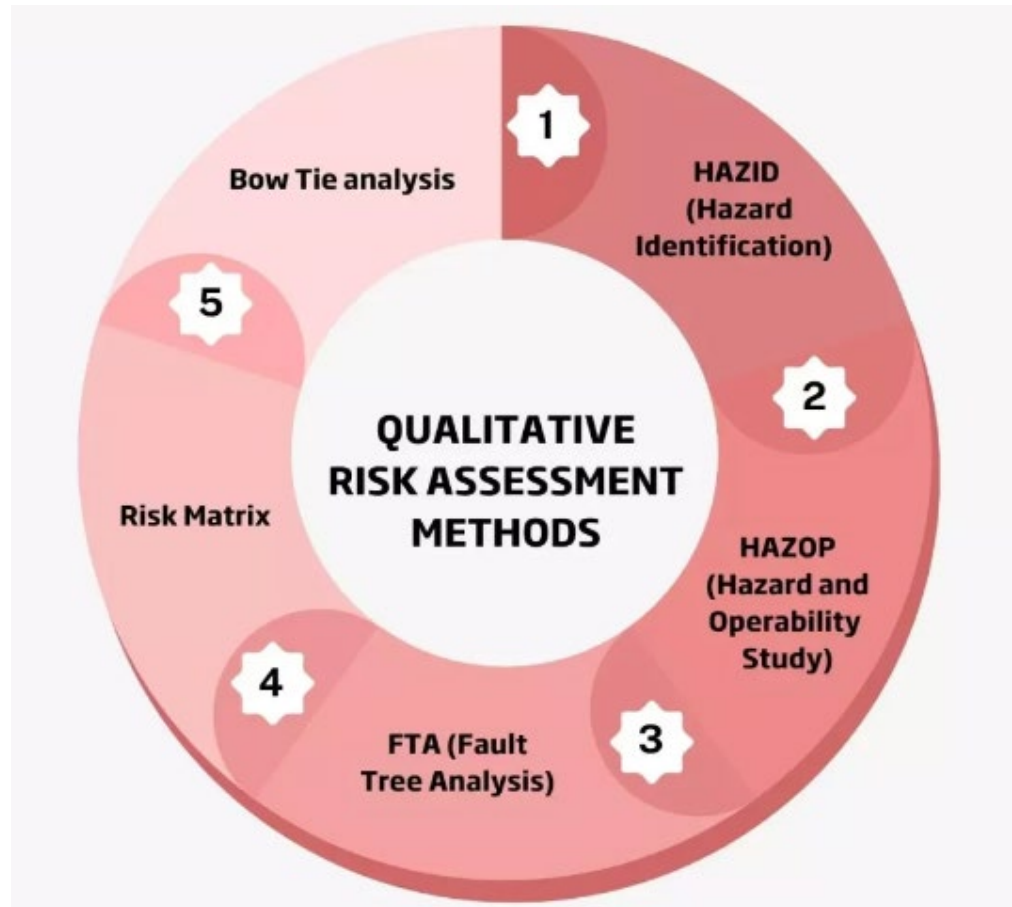 QUALITATIVE
RISK ASSESSMENT
METHODS
1
HAZID
(Hazard
Identification)
2
HAZOP
(Hazard and
Operability
Study)
3
FTA (Fault
Tree Analysis)
4
Risk Matrix
5
Bow Tie analysis